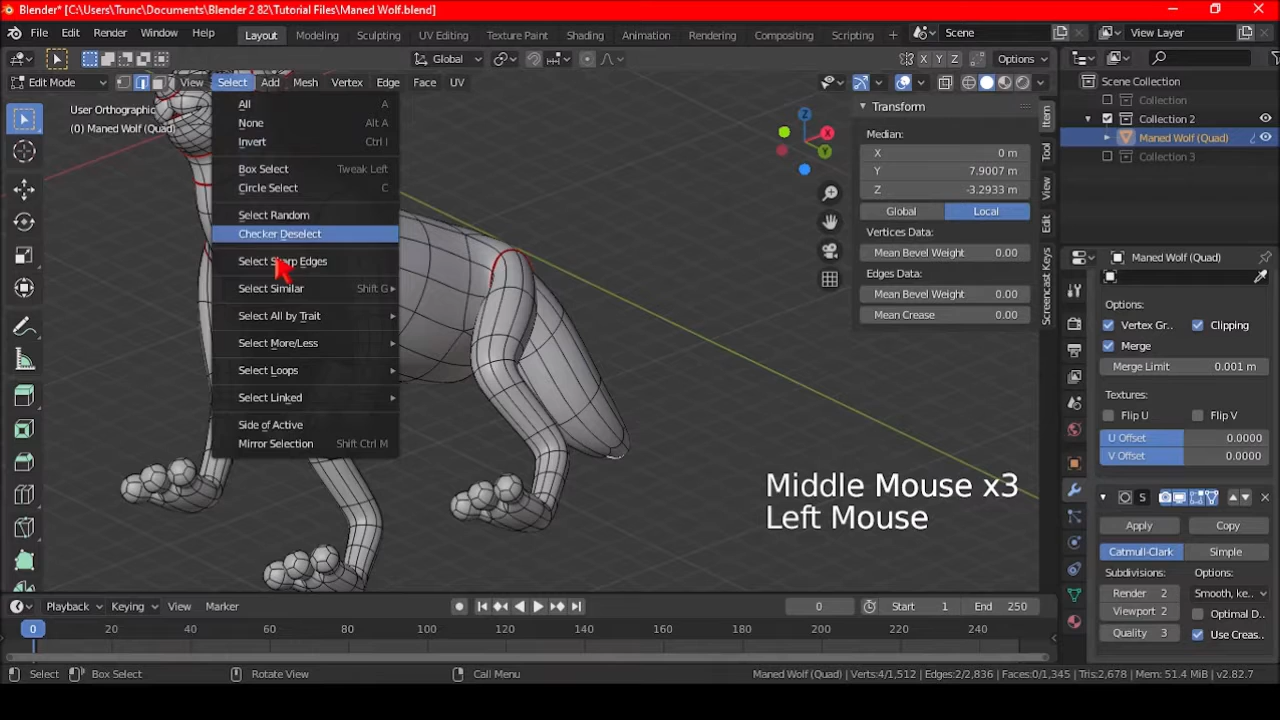 Blender* [C:\Users\Trunc\Documents\Blender 2 82\Tutorial Files\Maned Wolf.blend]
File Edit Render Window Help Layout Modeling Sculpting UV Editing Texture Paint Shading Animation Rendering Compositing Scripting + Scene View Layer
Global X Y Z Options
Edit Mode View Select Add Mesh Vertex Edge Face UV
User Orthographic
(0) Maned Wolf (Quad)
All A
None Alt A
Invert Ctrl I
Box Select Tweak Left
Circle Select C
Select Random
Checker Deselect
Select Sharp Edges
Select Similar Shift G
Select All by Trait
Select More/Less
Select Loops
Select Linked
Side of Active
Mirror Selection Shift Ctrl M
Z X Y
Transform
Median:
X 0 m
Y 7.9007 m
Z -3.2933 m
Global Local
Vertices Data:
Mean Bevel Weight 0.00
Edges Data:
Mean Bevel Weight 0.00
Mean Crease 0.00
Item
Tool
View
Edit
Screencast Keys
Middle Mouse x3
Left Mouse
Scene Collection
Collection
Collection 2
Maned Wolf (Quad)
Collection 3
Maned Wolf (Quad)
Options:
Vertex Gr.. Clipping
Merge
Merge Limit 0.001 m
Textures:
Flip U Flip V
U Offset 0.0000
V Offset 0.0000
S
Apply Copy
Catmull-Clark Simple
Subdivisions: Options:
Render 2 Smooth, ke..
Viewport 2 Optimal D..
Quality 3 Use Creas..
Playback Keying View Marker 0 Start 1 End 250
0 20 40 60 80 100 120 140 160 180 200 220 240
Select Box Select Rotate View Call Menu Maned Wolf (Quad) | Verts:4/1,512 | Edges:2/2,836 | Faces:0/1,345 | Tris:2,678 | Mem: 51.4 MiB | v2.82.7